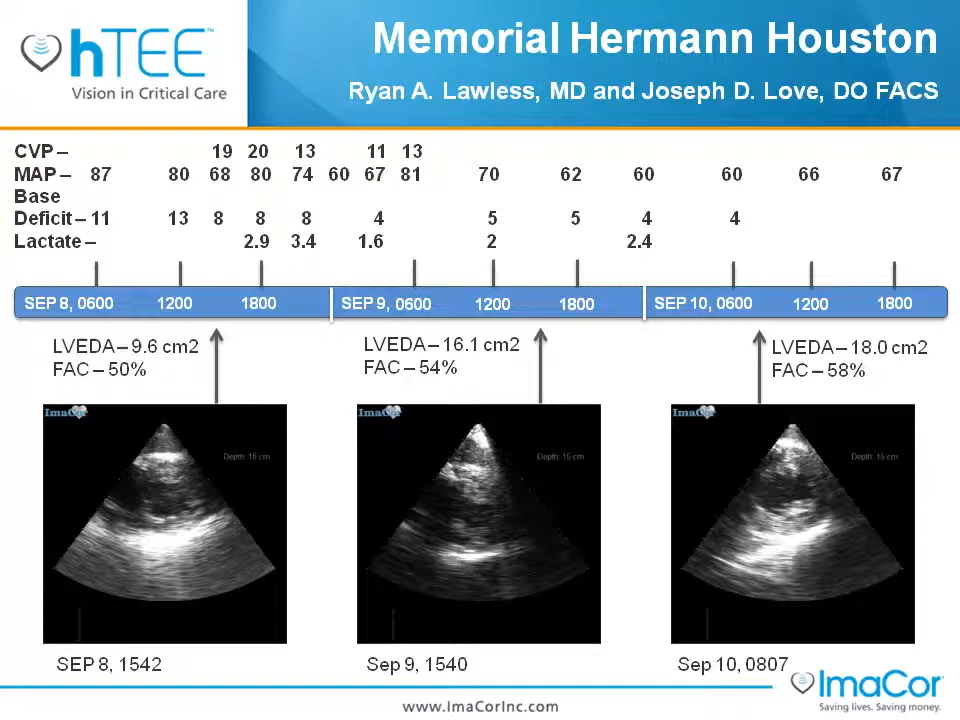 hTEE™
Vision in Critical Care
Memorial Hermann Houston
Ryan A. Lawless, MD and Joseph D. Love, DO FACS
CVP – 19 20 13 11 13
MAP – 87 80 68 80 74 60 67 81 70 62 60 60 66 67
Base
Deficit – 11 13 8 8 8 4 5 5 4 4
Lactate – 2.9 3.4 1.6 2 2.4
SEP 8, 0600 1200 1800 SEP 9, 0600 1200 1800 SEP 10, 0600 1200 1800
LVEDA – 9.6 cm2
FAC – 50%
LVEDA – 16.1 cm2
FAC – 54%
LVEDA – 18.0 cm2
FAC – 58%
ImaCor
Depth: 15 cm
ImaCor
Depth: 15 cm
ImaCor
Depth: 15 cm
SEP 8, 1542
Sep 9, 1540
Sep 10, 0807
ImaCor
Saving lives. Saving money.
www.ImaCorInc.com